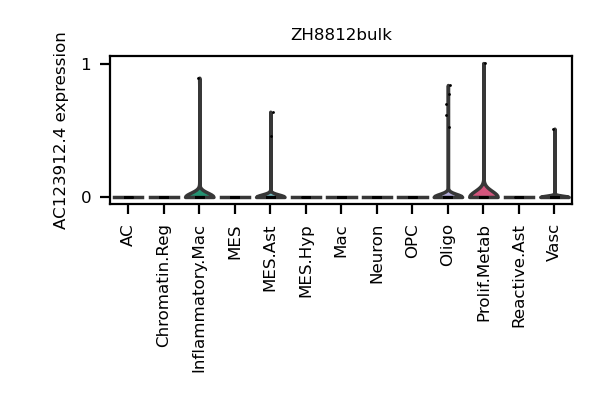 ZH8812bulk
AC123912.4 expression
1
0
AC
Chromatin.Reg
Inflammatory.Mac
MES
MES.Ast
MES.Hyp
Mac
Neuron
OPC
Oligo
Prolif.Metab
Reactive.Ast
Vasc